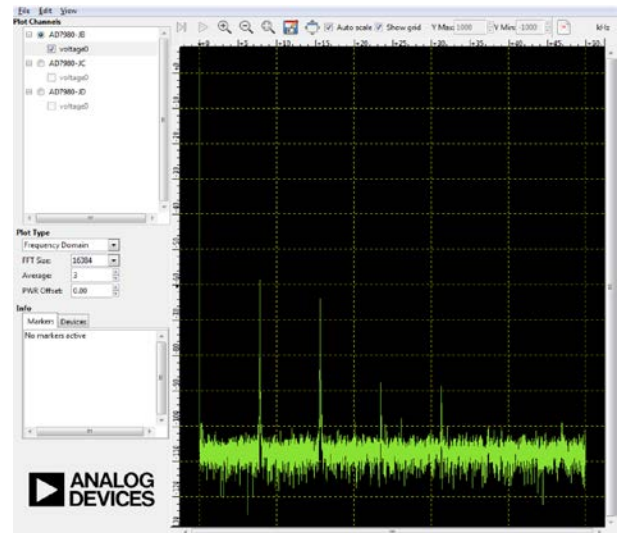 File Edit View
Plot Channels
AD7980-JB
voltage0
AD7980-JC
voltage0
AD7980-JD
voltage0
Plot Type
Frequency Domain
FFT Size: 16384
Average: 3
PWR Offset: 0.00
Info
Markers Devices
No markers active
ANALOG
DEVICES
Auto scale Show grid Y Max: 1000 Y Min: -1000 kHz